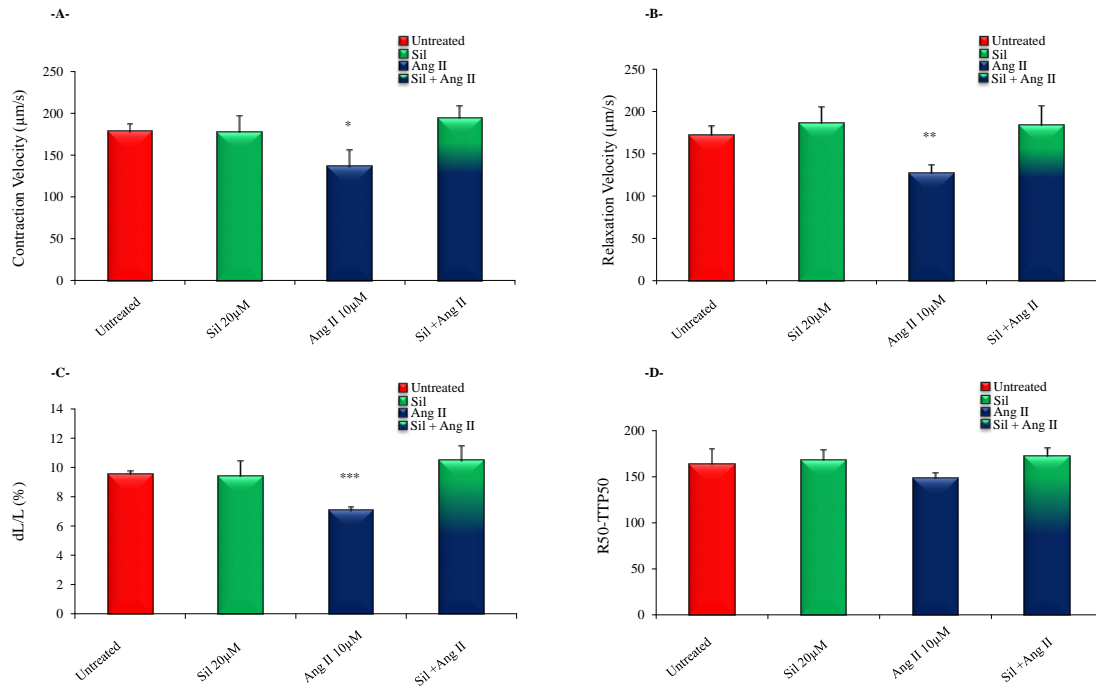 -A-
Untreated
Sil
Ang II
Sil + Ang II
Contraction Velocity (µm/s)
250
200
150
100
50
0
*
Untreated
Sil 20µM
Ang II 10µM
Sil +Ang II
-B-
Untreated
Sil
Ang II
Sil + Ang II
Relaxation Velocity (µm/s)
250
200
150
100
50
0
**
Untreated
Sil 20µM
Ang II 10µM
Sil +Ang II
-C-
Untreated
Sil
Ang II
Sil + Ang II
dL/L (%)
14
12
10
8
6
4
2
0
***
Untreated
Sil 20µM
Ang II 10µM
Sil +Ang II
-D-
Untreated
Sil
Ang II
Sil + Ang II
R50-TTP50
200
150
100
50
0
Untreated
Sil 20µM
Ang II 10µM
Sil +Ang II